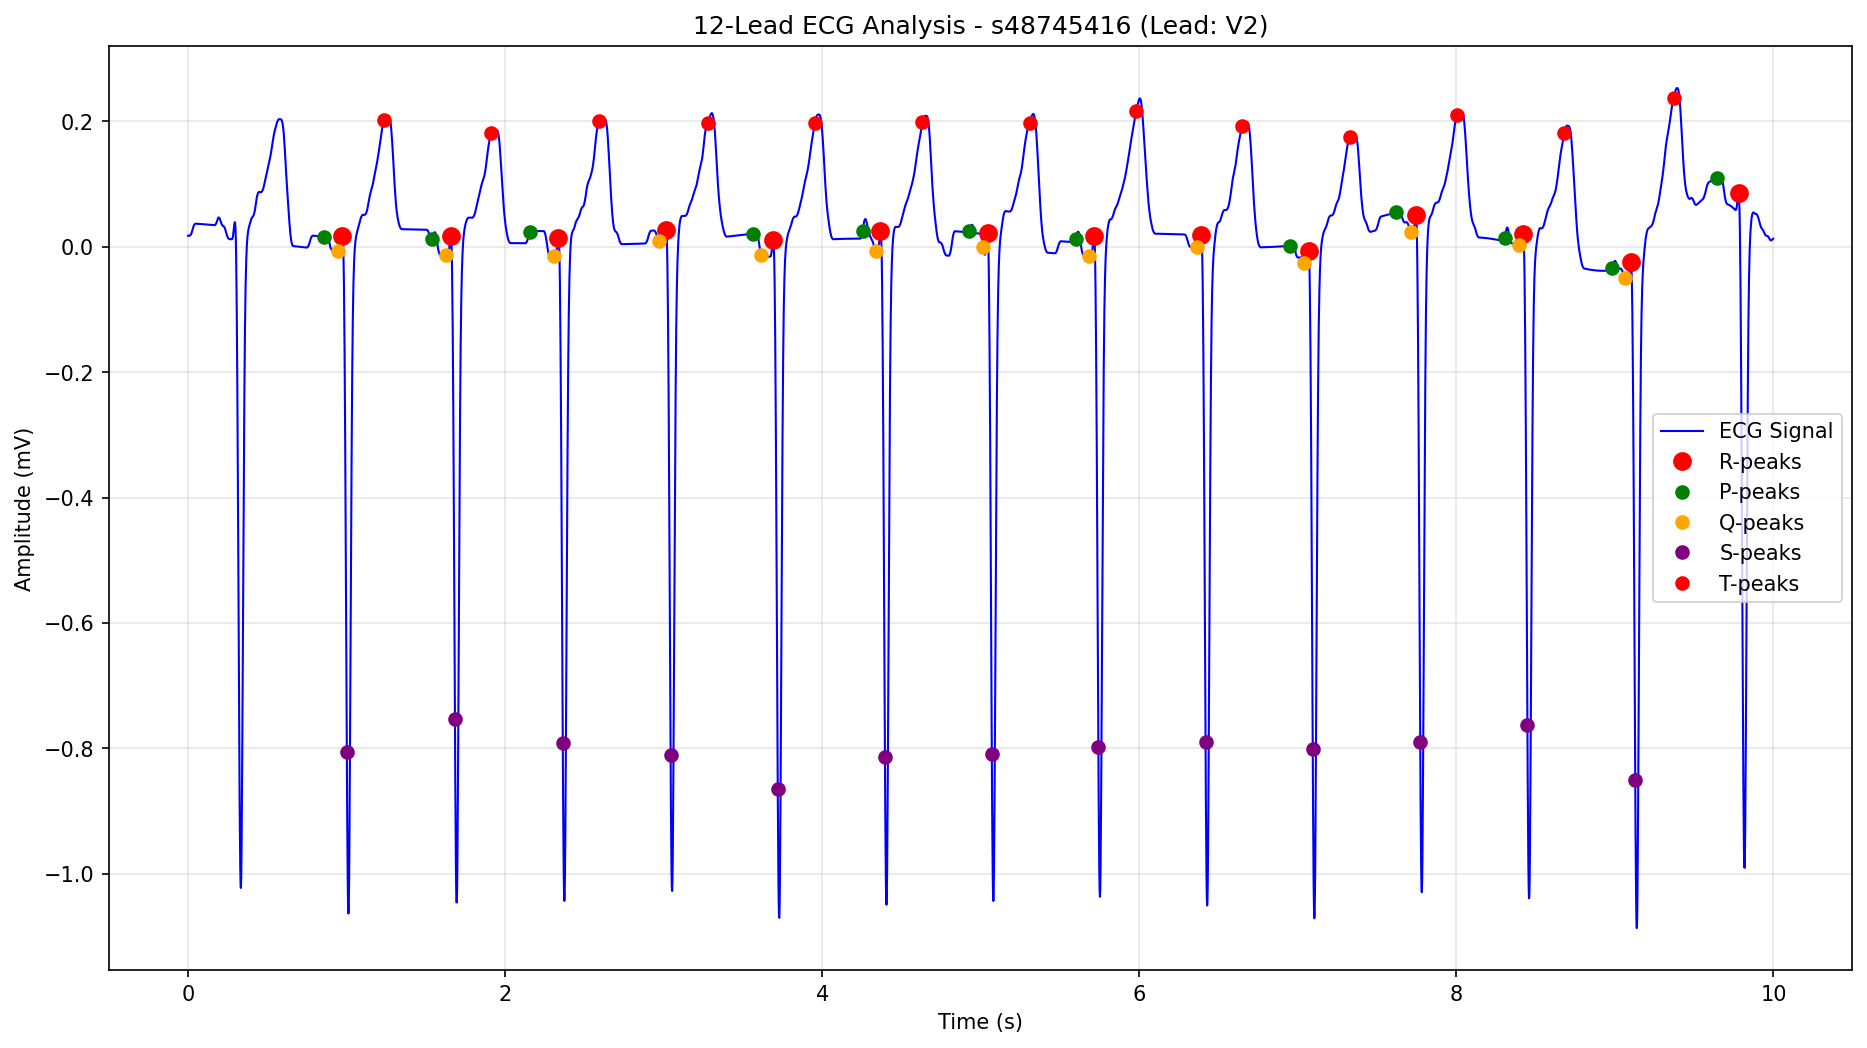 12-Lead ECG Analysis - s48745416 (Lead: V2)
Amplitude (mV)
0.2
0.0
−0.2
−0.4
−0.6
−0.8
−1.0
ECG Signal
R-peaks
P-peaks
Q-peaks
S-peaks
T-peaks
0 2 4 6 8 10
Time (s)